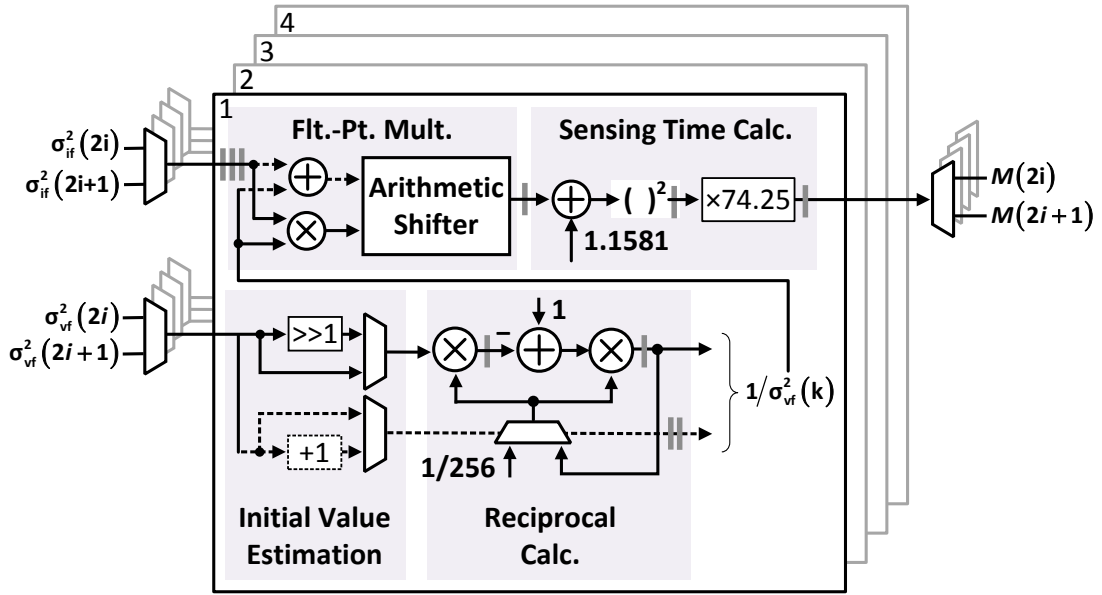 4
3
2
1
Flt.-Pt. Mult.
Sensing Time Calc.
σ²if(2i)
σ²if(2i+1)
+
×
Arithmetic
Shifter
+
( )²
×74.25
1.1581
M(2i)
M(2i+1)
σ²vf(2i)
σ²vf(2i+1)
>>1
×
−
+
1
×
+1
1/256
1/σ²vf(k)
Initial Value
Estimation
Reciprocal
Calc.